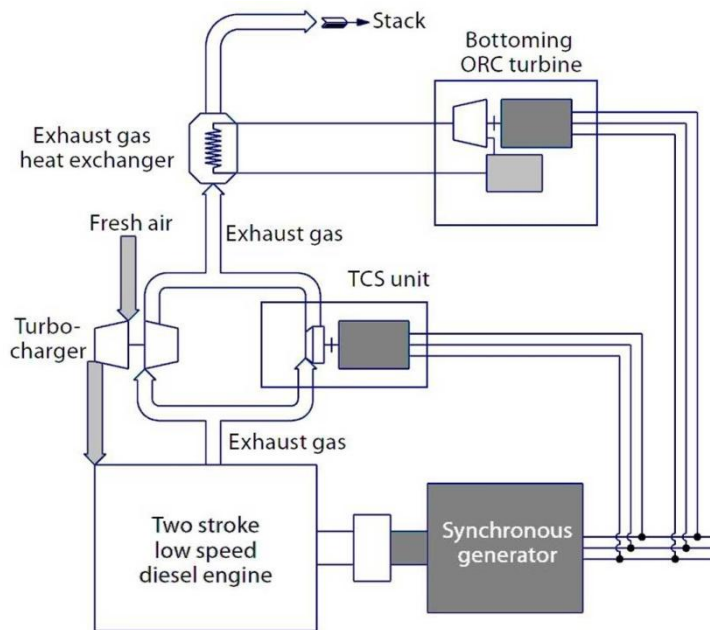 Stack
Bottoming
ORC turbine
Exhaust gas
heat exchanger
Fresh air
Exhaust gas
TCS unit
Turbo-
charger
Exhaust gas
Two stroke
low speed
diesel engine
Synchronous
generator